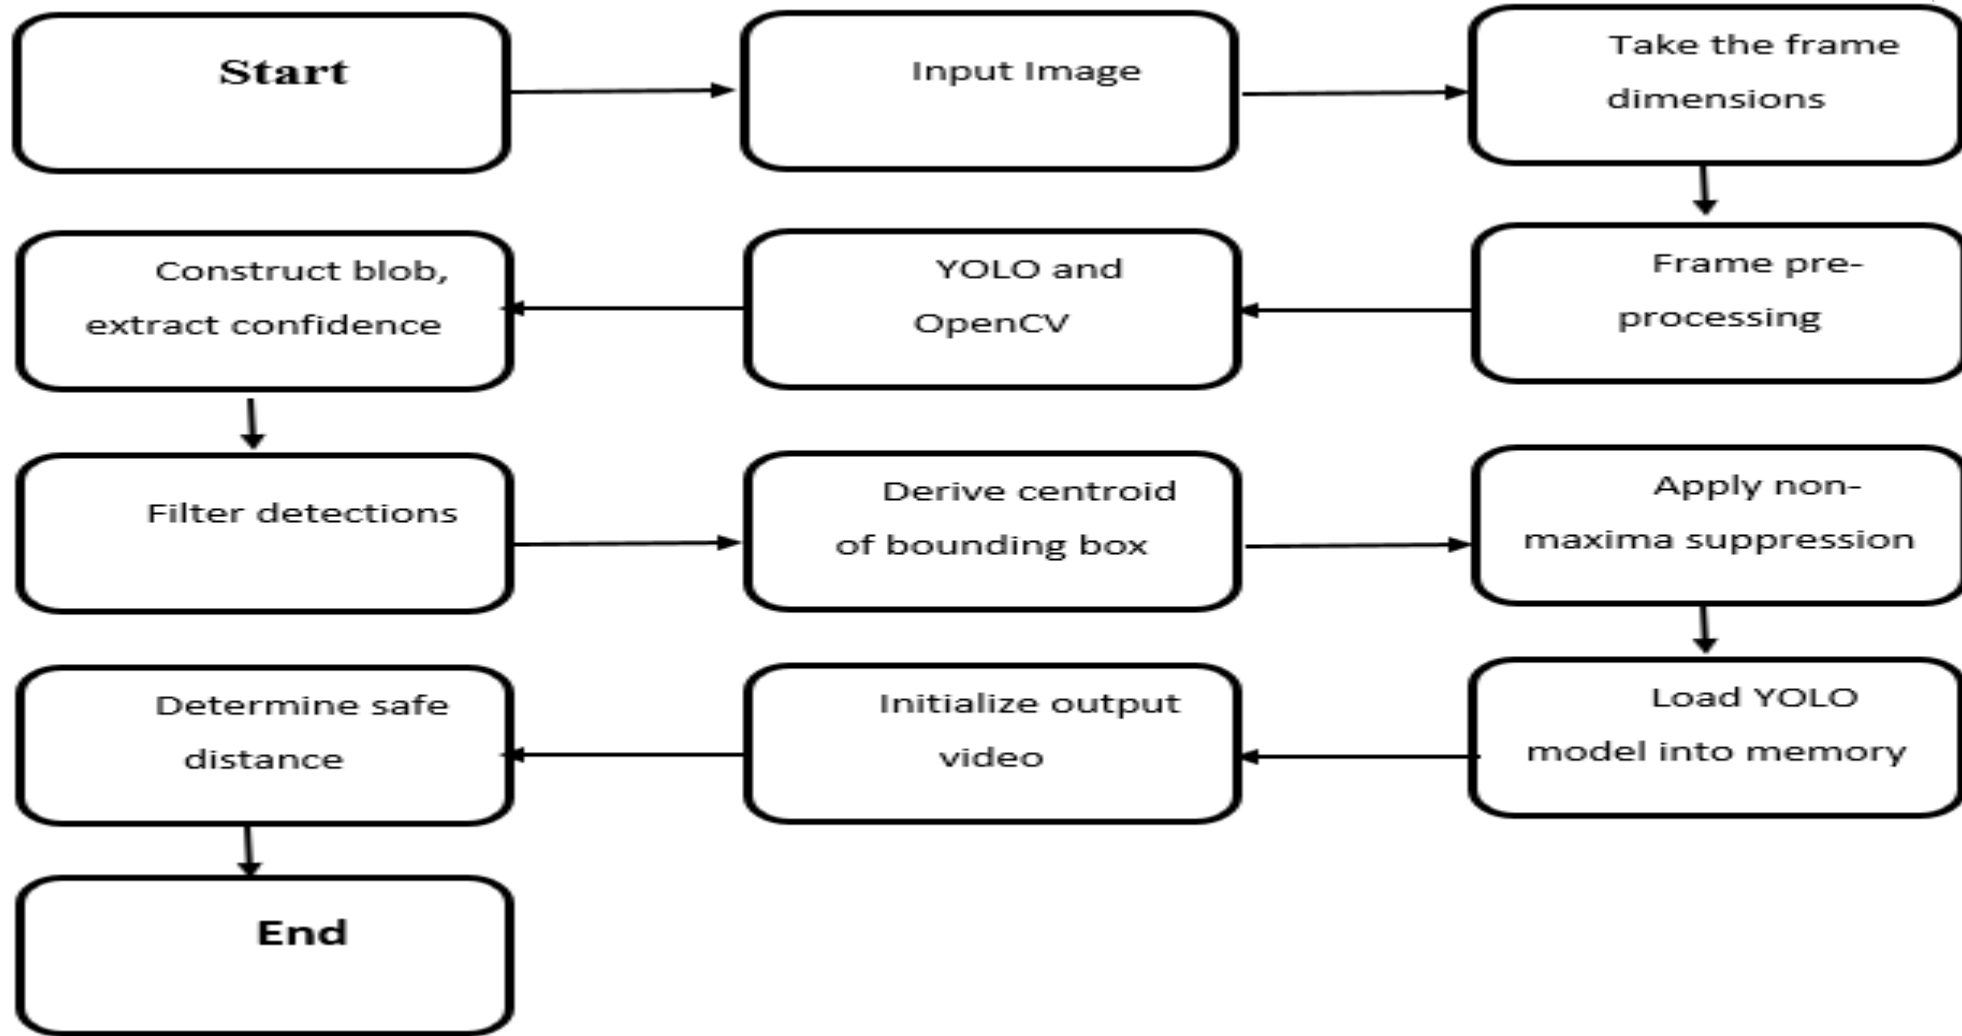 Start
Input Image
Take the frame
dimensions
Frame pre-
processing
YOLO and
OpenCV
Construct blob,
extract confidence
Filter detections
Derive centroid
of bounding box
Apply non-
maxima suppression
Load YOLO
model into memory
Initialize output
video
Determine safe
distance
End